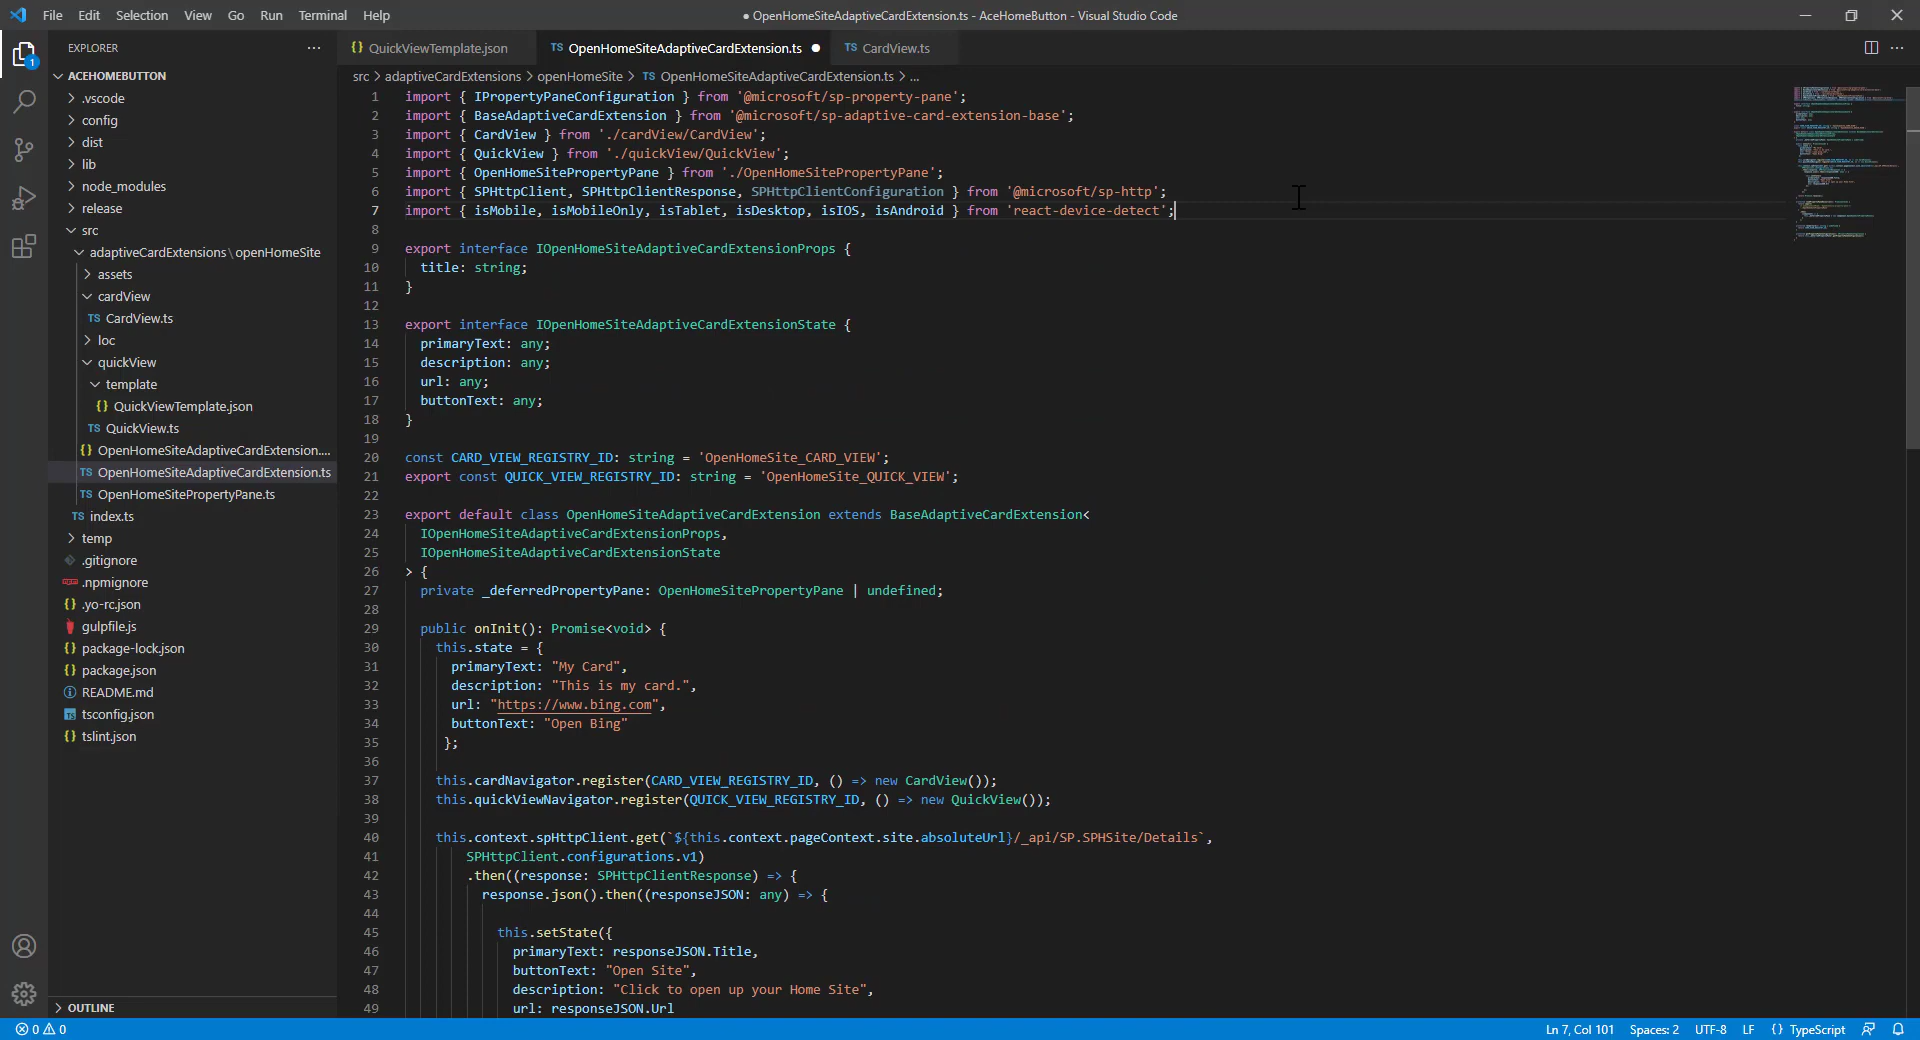 File Edit Selection View Go Run Terminal Help
● OpenHomeSiteAdaptiveCardExtension.ts - AceHomeButton - Visual Studio Code
EXPLORER
ACEHOMEBUTTON
.vscode
config
dist
lib
node_modules
release
src
adaptiveCardExtensions\openHomeSite
assets
cardView
TS CardView.ts
loc
quickView
template
{} QuickViewTemplate.json
TS QuickView.ts
{} OpenHomeSiteAdaptiveCardExtension....
TS OpenHomeSiteAdaptiveCardExtension.ts
TS OpenHomeSitePropertyPane.ts
TS index.ts
temp
.gitignore
.npmignore
{} .yo-rc.json
gulpfile.js
{} package-lock.json
{} package.json
README.md
TS tsconfig.json
{} tslint.json
OUTLINE
1
{} QuickViewTemplate.json
TS OpenHomeSiteAdaptiveCardExtension.ts ●
TS CardView.ts
src > adaptiveCardExtensions > openHomeSite > TS OpenHomeSiteAdaptiveCardExtension.ts > ...
1 import { IPropertyPaneConfiguration } from '@microsoft/sp-property-pane';
2 import { BaseAdaptiveCardExtension } from '@microsoft/sp-adaptive-card-extension-base';
3 import { CardView } from './cardView/CardView';
4 import { QuickView } from './quickView/QuickView';
5 import { OpenHomeSitePropertyPane } from './OpenHomeSitePropertyPane';
6 import { SPHttpClient, SPHttpClientResponse, SPHttpClientConfiguration } from '@microsoft/sp-http';
7 import { isMobile, isMobileOnly, isTablet, isDesktop, isIOS, isAndroid } from 'react-device-detect';
8
9 export interface IOpenHomeSiteAdaptiveCardExtensionProps {
10 title: string;
11 }
12
13 export interface IOpenHomeSiteAdaptiveCardExtensionState {
14 primaryText: any;
15 description: any;
16 url: any;
17 buttonText: any;
18 }
19
20 const CARD_VIEW_REGISTRY_ID: string = 'OpenHomeSite_CARD_VIEW';
21 export const QUICK_VIEW_REGISTRY_ID: string = 'OpenHomeSite_QUICK_VIEW';
22
23 export default class OpenHomeSiteAdaptiveCardExtension extends BaseAdaptiveCardExtension<
24 IOpenHomeSiteAdaptiveCardExtensionProps,
25 IOpenHomeSiteAdaptiveCardExtensionState
26 > {
27 private _deferredPropertyPane: OpenHomeSitePropertyPane | undefined;
28
29 public onInit(): Promise<void> {
30 this.state = {
31 primaryText: "My Card",
32 description: "This is my card.",
33 url: "https://www.bing.com",
34 buttonText: "Open Bing"
35 };
36
37 this.cardNavigator.register(CARD_VIEW_REGISTRY_ID, () => new CardView());
38 this.quickViewNavigator.register(QUICK_VIEW_REGISTRY_ID, () => new QuickView());
39
40 this.context.spHttpClient.get(`${this.context.pageContext.site.absoluteUrl}/_api/SP.SPHSite/Details`,
41 SPHttpClient.configurations.v1)
42 .then((response: SPHttpClientResponse) => {
43 response.json().then((responseJSON: any) => {
44
45 this.setState({
46 primaryText: responseJSON.Title,
47 buttonText: "Open Site",
48 description: "Click to open up your Home Site",
49 url: responseJSON.Url
0 0
Ln 7, Col 101 Spaces: 2 UTF-8 LF {} TypeScript